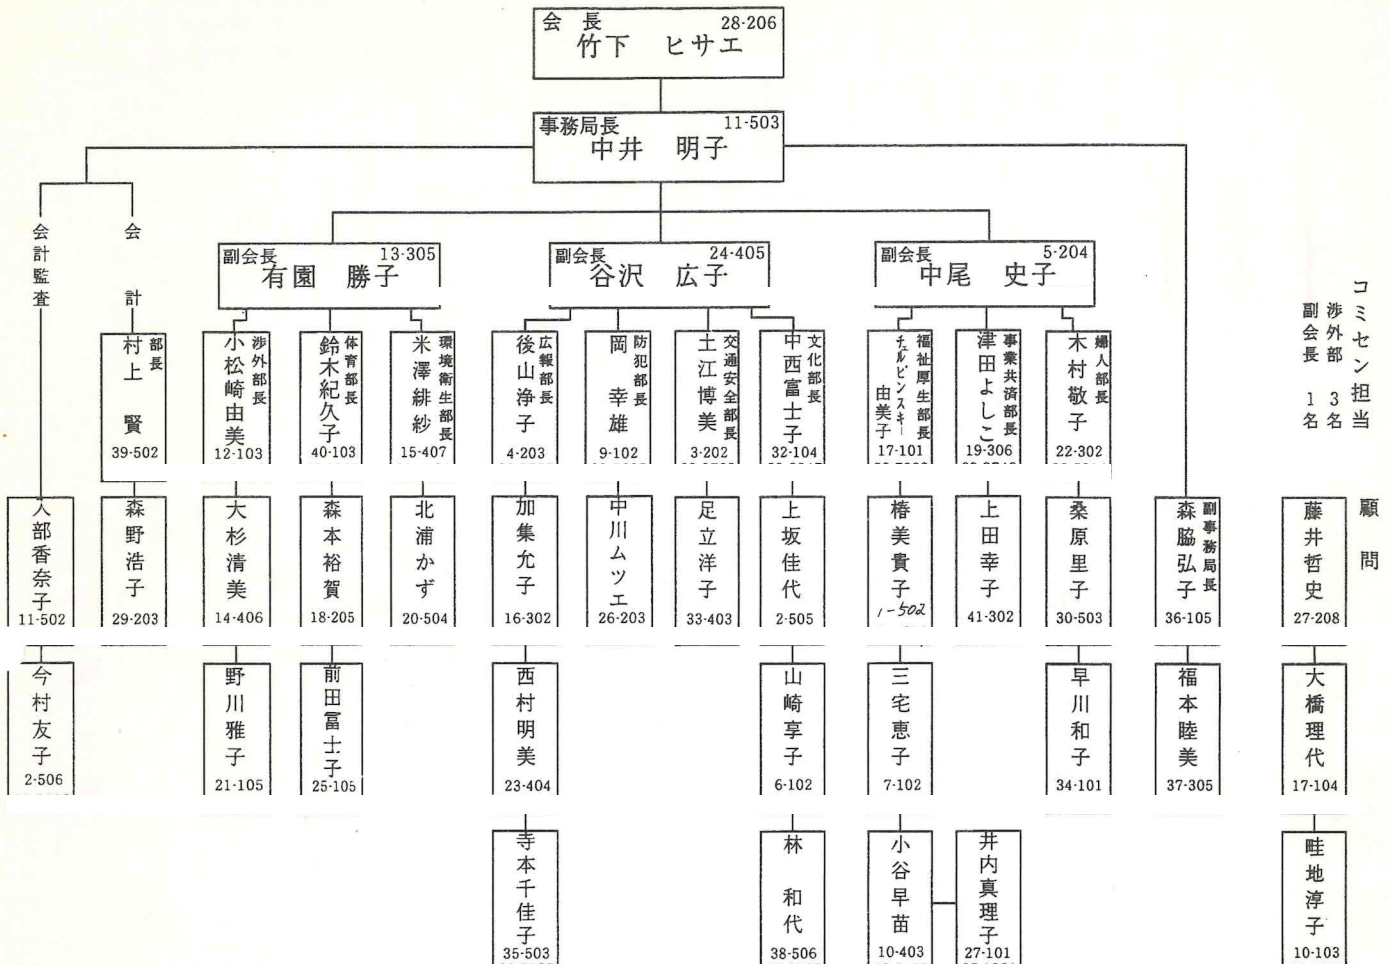 会長 28-206
竹下 ヒサエ
事務局長 11-503
中井 明子
会計監査
会計
副会長 13-305
有園 勝子
副会長 24-405
谷沢 広子
副会長 5-204
中尾 史子
コミセン担当
渉外部 3名
副会長 1名
部長
村上 賢
39-502
渉外部長
小松崎由美
12-103
体育部長
鈴木紀久子
40-103
環境衛生部長
米澤緋紗
15-407
広報部長
後山浄子
4-203
防犯部長
岡 幸雄
9-102
交通安全部長
土江博美
3-202
文化部長
中西富士子
32-104
福祉厚生部長
チェルビンスキー
由美子
17-101
事業共済部長
津田よしこ
19-306
婦人部長
木村敬子
22-302
顧問
入部香奈子
11-502
森野浩子
29-203
大杉清美
14-406
森本裕賀
18-205
北浦かず
20-504
加集允子
16-302
中川ムツエ
26-203
足立洋子
33-403
上坂佳代
2-505
椿美貴子
1-502
上田幸子
41-302
桑原里子
30-503
副事務局長
森脇弘子
36-105
藤井哲史
27-208
今村友子
2-506
野川雅子
21-105
前田冨士子
25-105
西村明美
23-404
山崎享子
6-102
三宅恵子
7-102
早川和子
34-101
福本睦美
37-305
大橋理代
17-104
寺本千佳子
35-503
林 和代
38-506
小谷早苗
10-403
井内真理子
27-101
畦地淳子
10-103